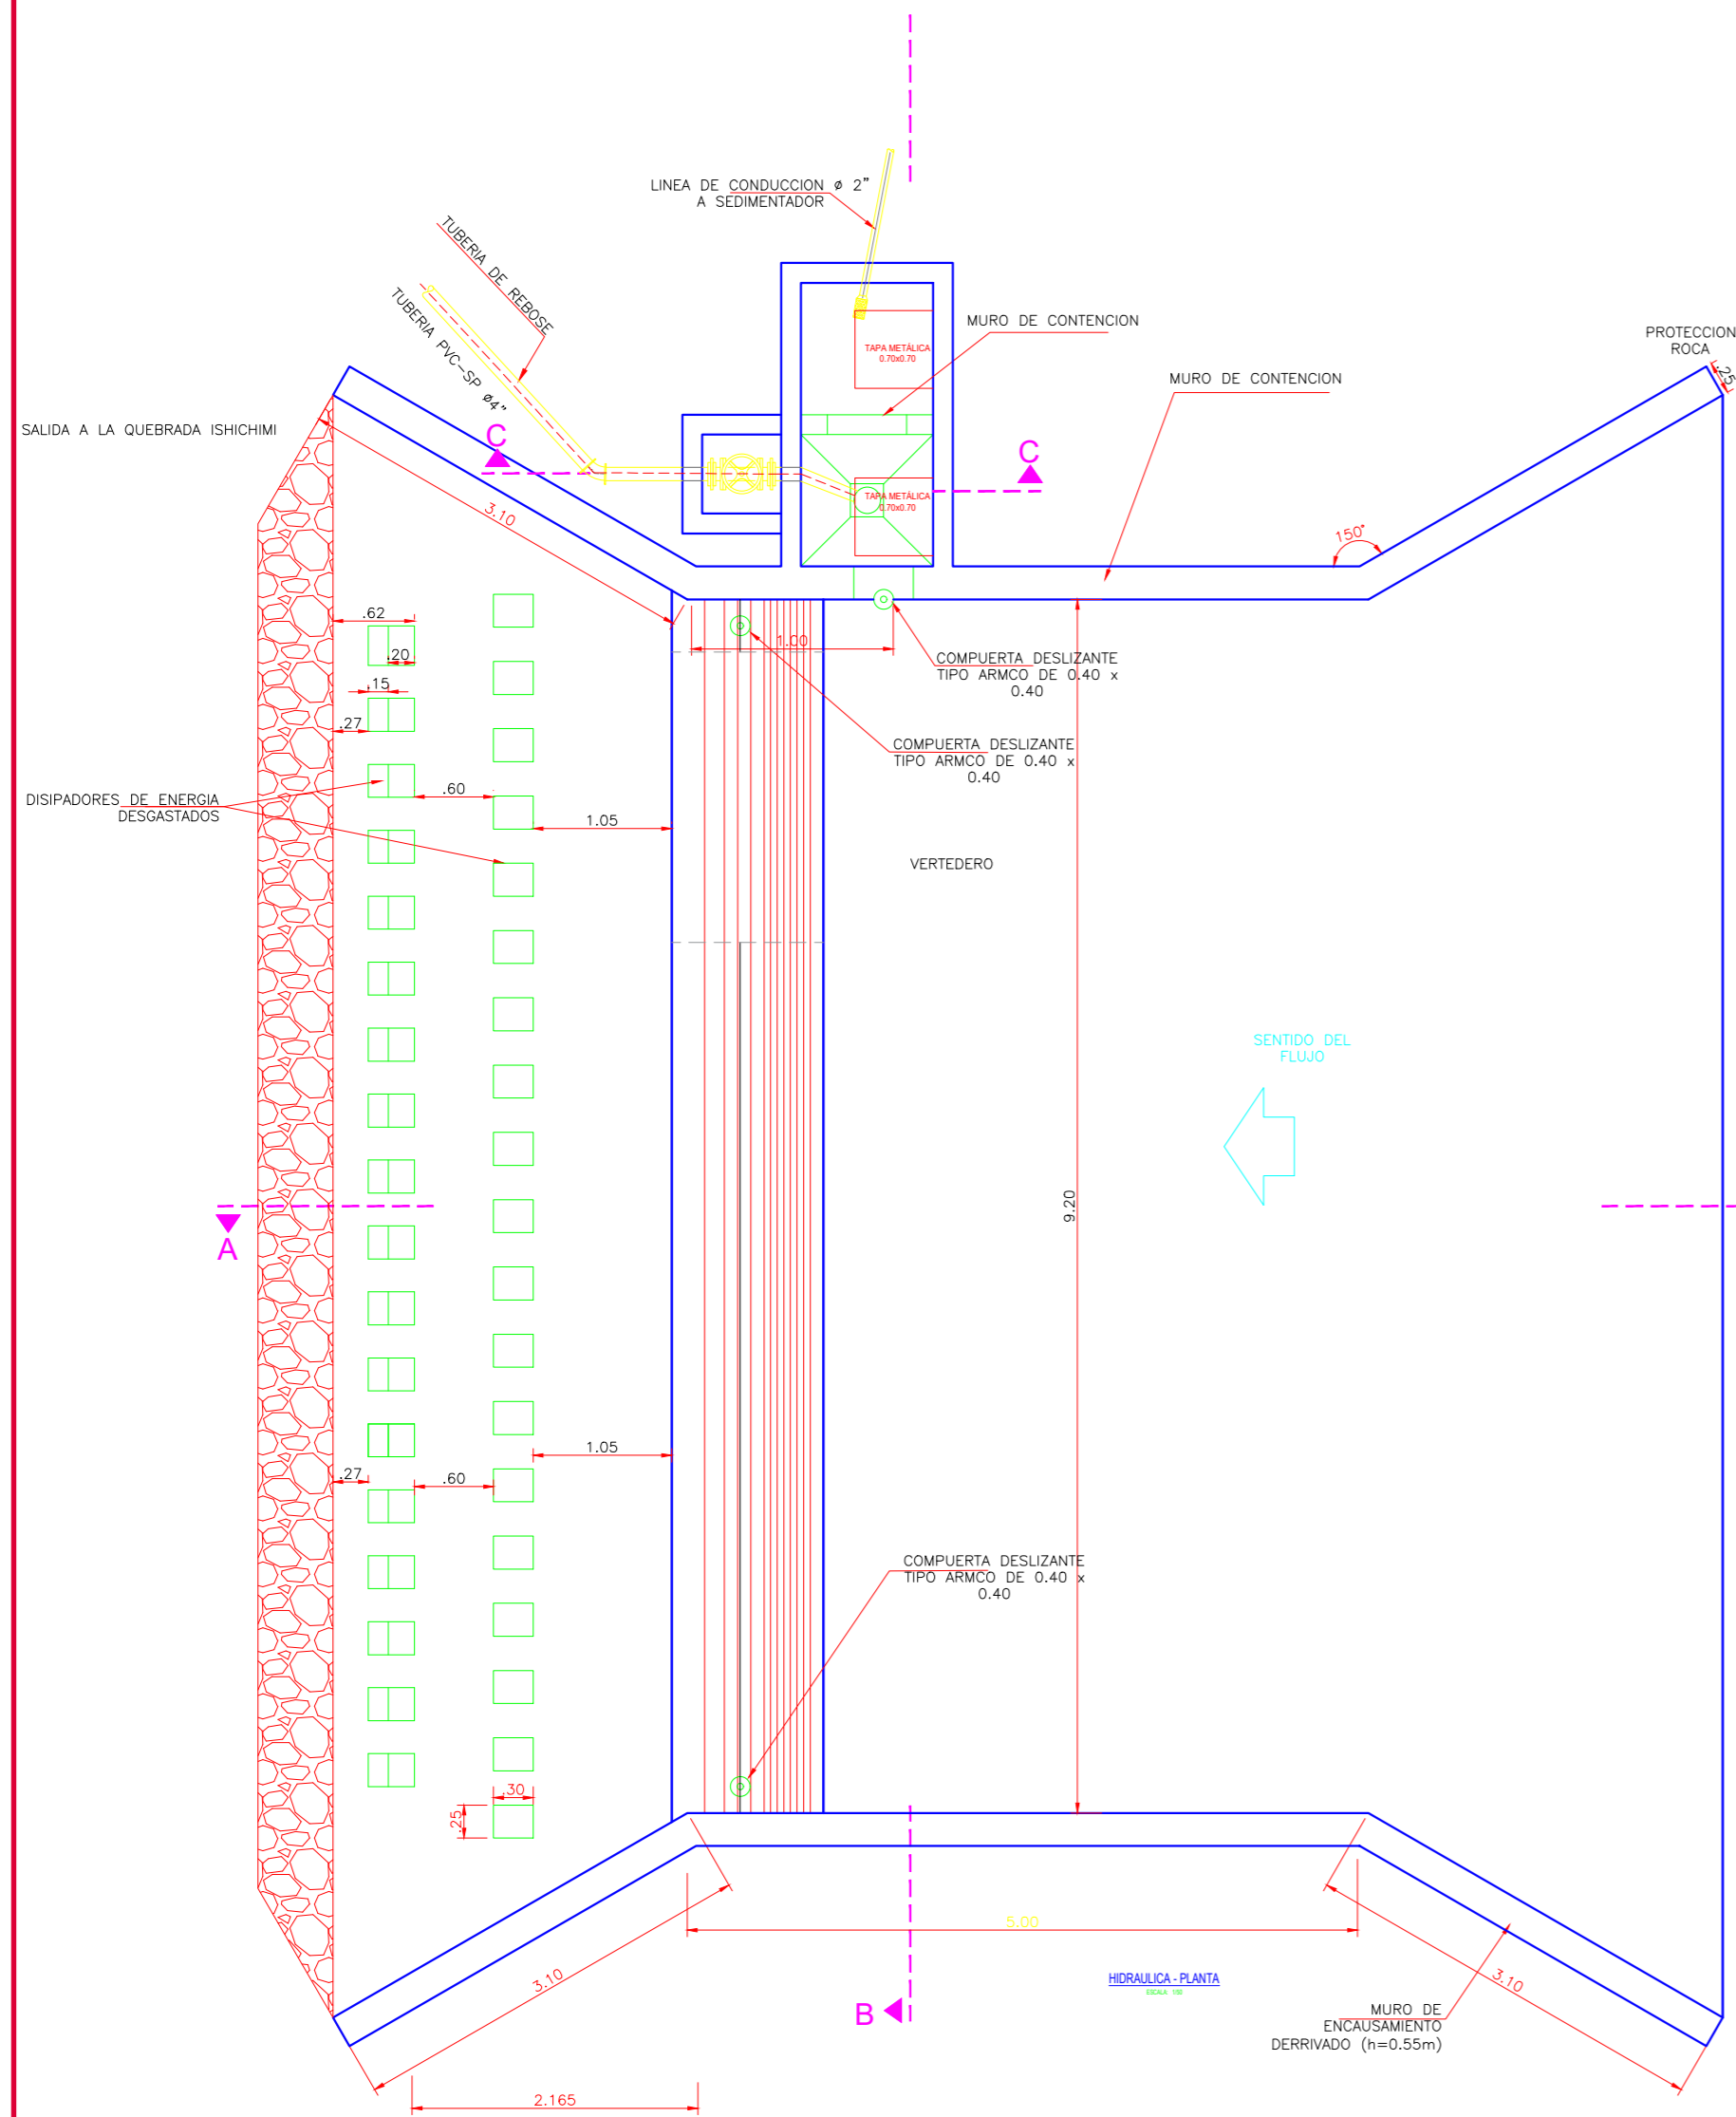 LINEA DE CONDUCCION ø 2"
A SEDIMENTADOR
TUBERIA DE REBOSE
TUBERIA PVC-SP ø4"
MURO DE CONTENCION
TAPA METÁLICA
0.70x0.70
PROTECCION
ROCA
.25
MURO DE CONTENCION
SALIDA A LA QUEBRADA ISHICHIMI
C
C
TAPA METÁLICA
0.70x0.70
3.10
150°
.62
.20
1.00
COMPUERTA DESLIZANTE
TIPO ARMCO DE 0.40 x
0.40
.15
.27
COMPUERTA DESLIZANTE
TIPO ARMCO DE 0.40 x
0.40
DISIPADORES DE ENERGIA
DESGASTADOS
.60
1.05
VERTEDERO
SENTIDO DEL
FLUJO
9.20
A
1.05
.27
.60
COMPUERTA DESLIZANTE
TIPO ARMCO DE 0.40 x
0.40
.30
.25
5.00
3.10
3.10
HIDRAULICA - PLANTA
B
MURO DE
ENCAUSAMIENTO
DERRIVADO (h=0.55m)
2.165